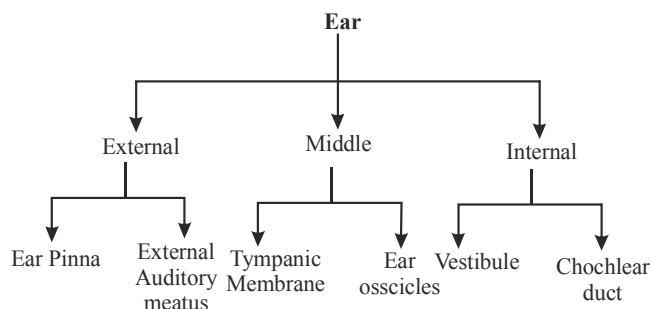 Ear
External
Middle
Internal
Ear Pinna
External
Auditory
meatus
Tympanic
Membrane
Ear
osscicles
Vestibule
Chochlear
duct